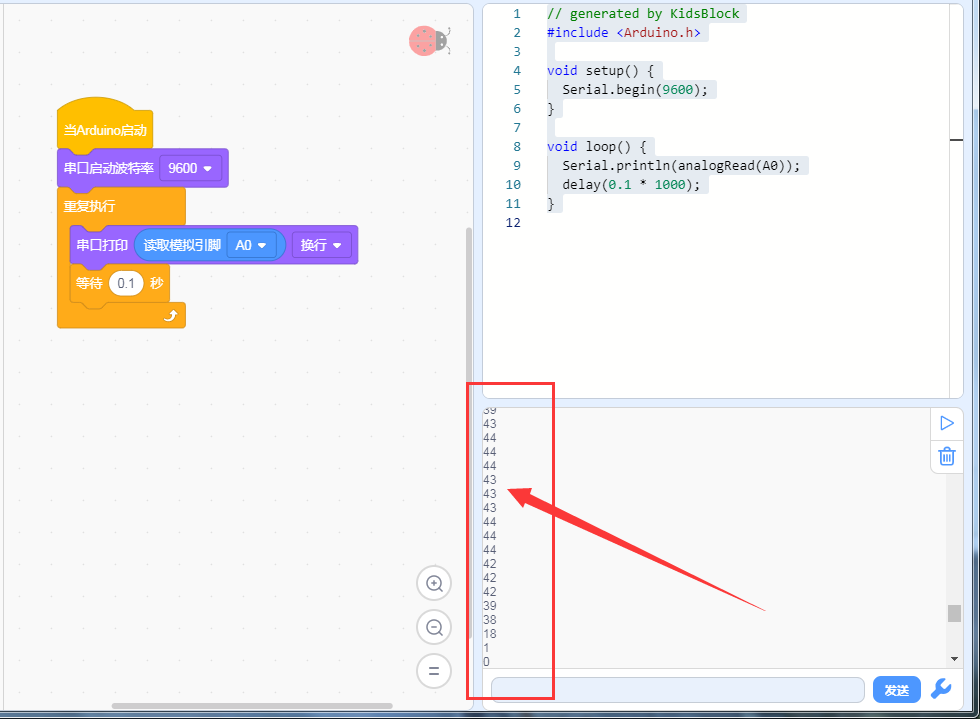 当Arduino启动
串口启动波特率 9600
重复执行
串口打印 读取模拟引脚 A0 换行
等待 0.1 秒
1 // generated by KidsBlock
2 #include <Arduino.h>
3
4 void setup() {
5 Serial.begin(9600);
6 }
7
8 void loop() {
9 Serial.println(analogRead(A0));
10 delay(0.1 * 1000);
11 }
12
39
43
44
44
44
43
43
43
44
44
44
42
42
42
39
38
18
1
0
发送